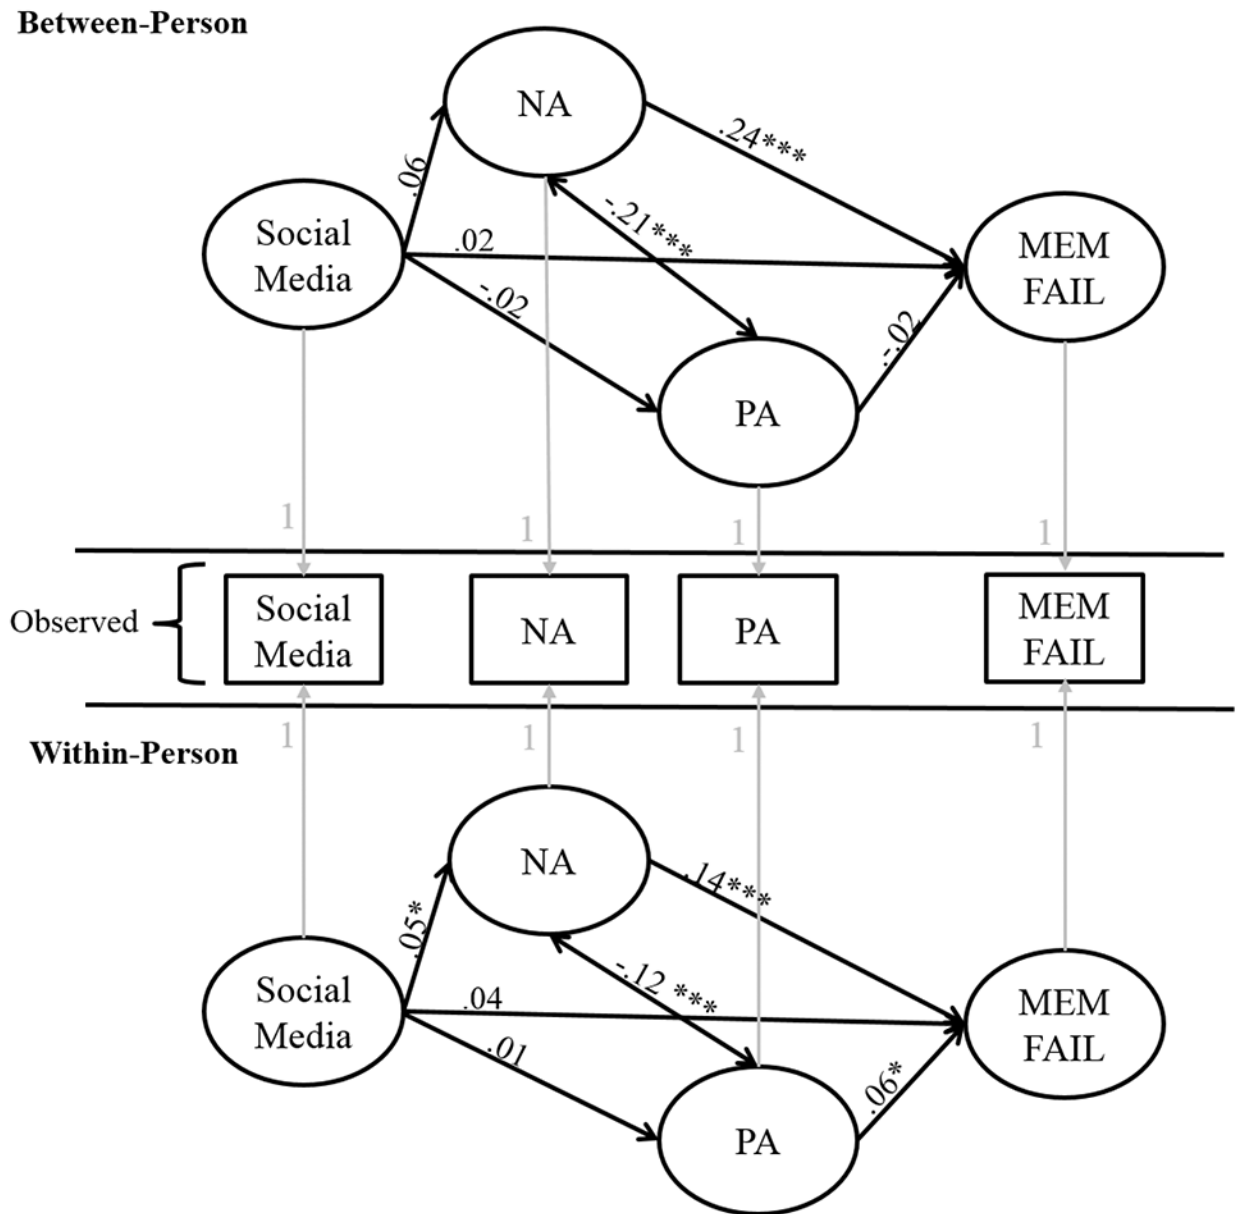 Between-Person
NA
.24***
.06
-.21***
Social
Media
.02
MEM
FAIL
-.02
.-.02
PA
1
1
1
1
Observed
Social
Media
NA
PA
MEM
FAIL
1
1
1
1
Within-Person
NA
.14***
.05*
-.12 ***
Social
Media
.04
MEM
FAIL
.01
.06*
PA